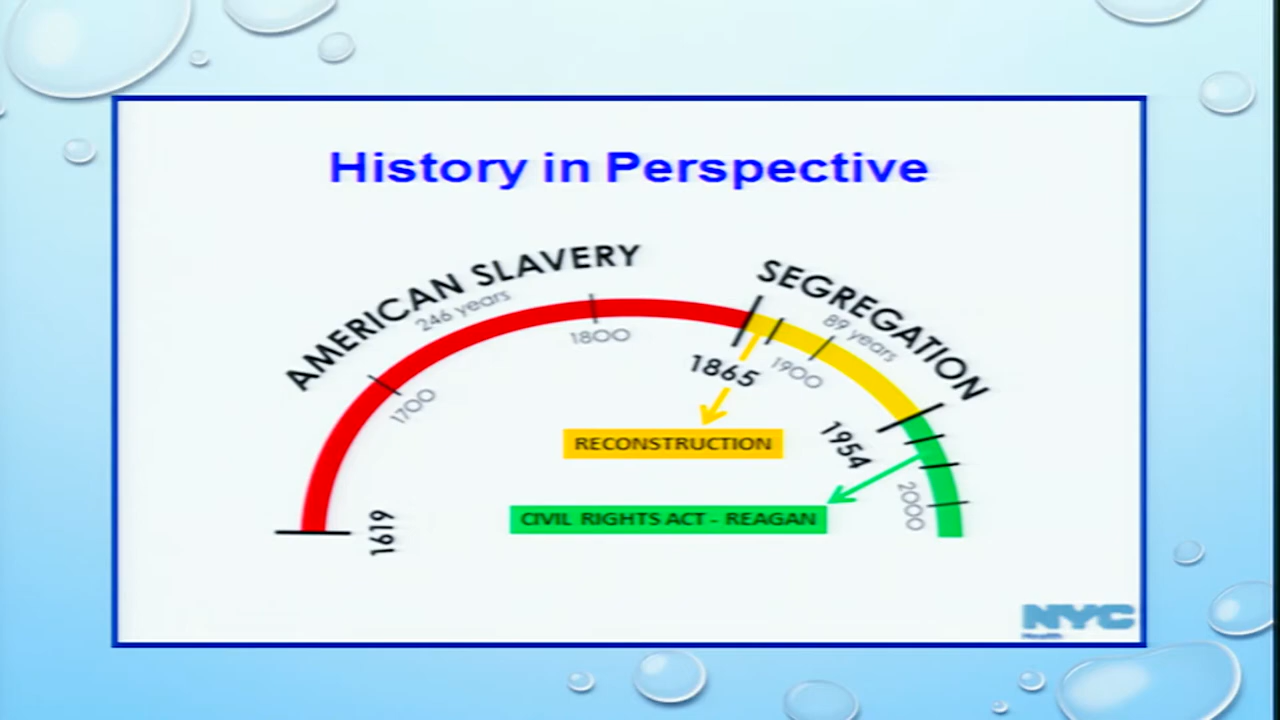 History in Perspective
AMERICAN SLAVERY
246 years
SEGREGATION
89 years
1619
1700
1800
1865
1900
1954
2000
RECONSTRUCTION
CIVIL RIGHTS ACT - REAGAN
NYC
Health